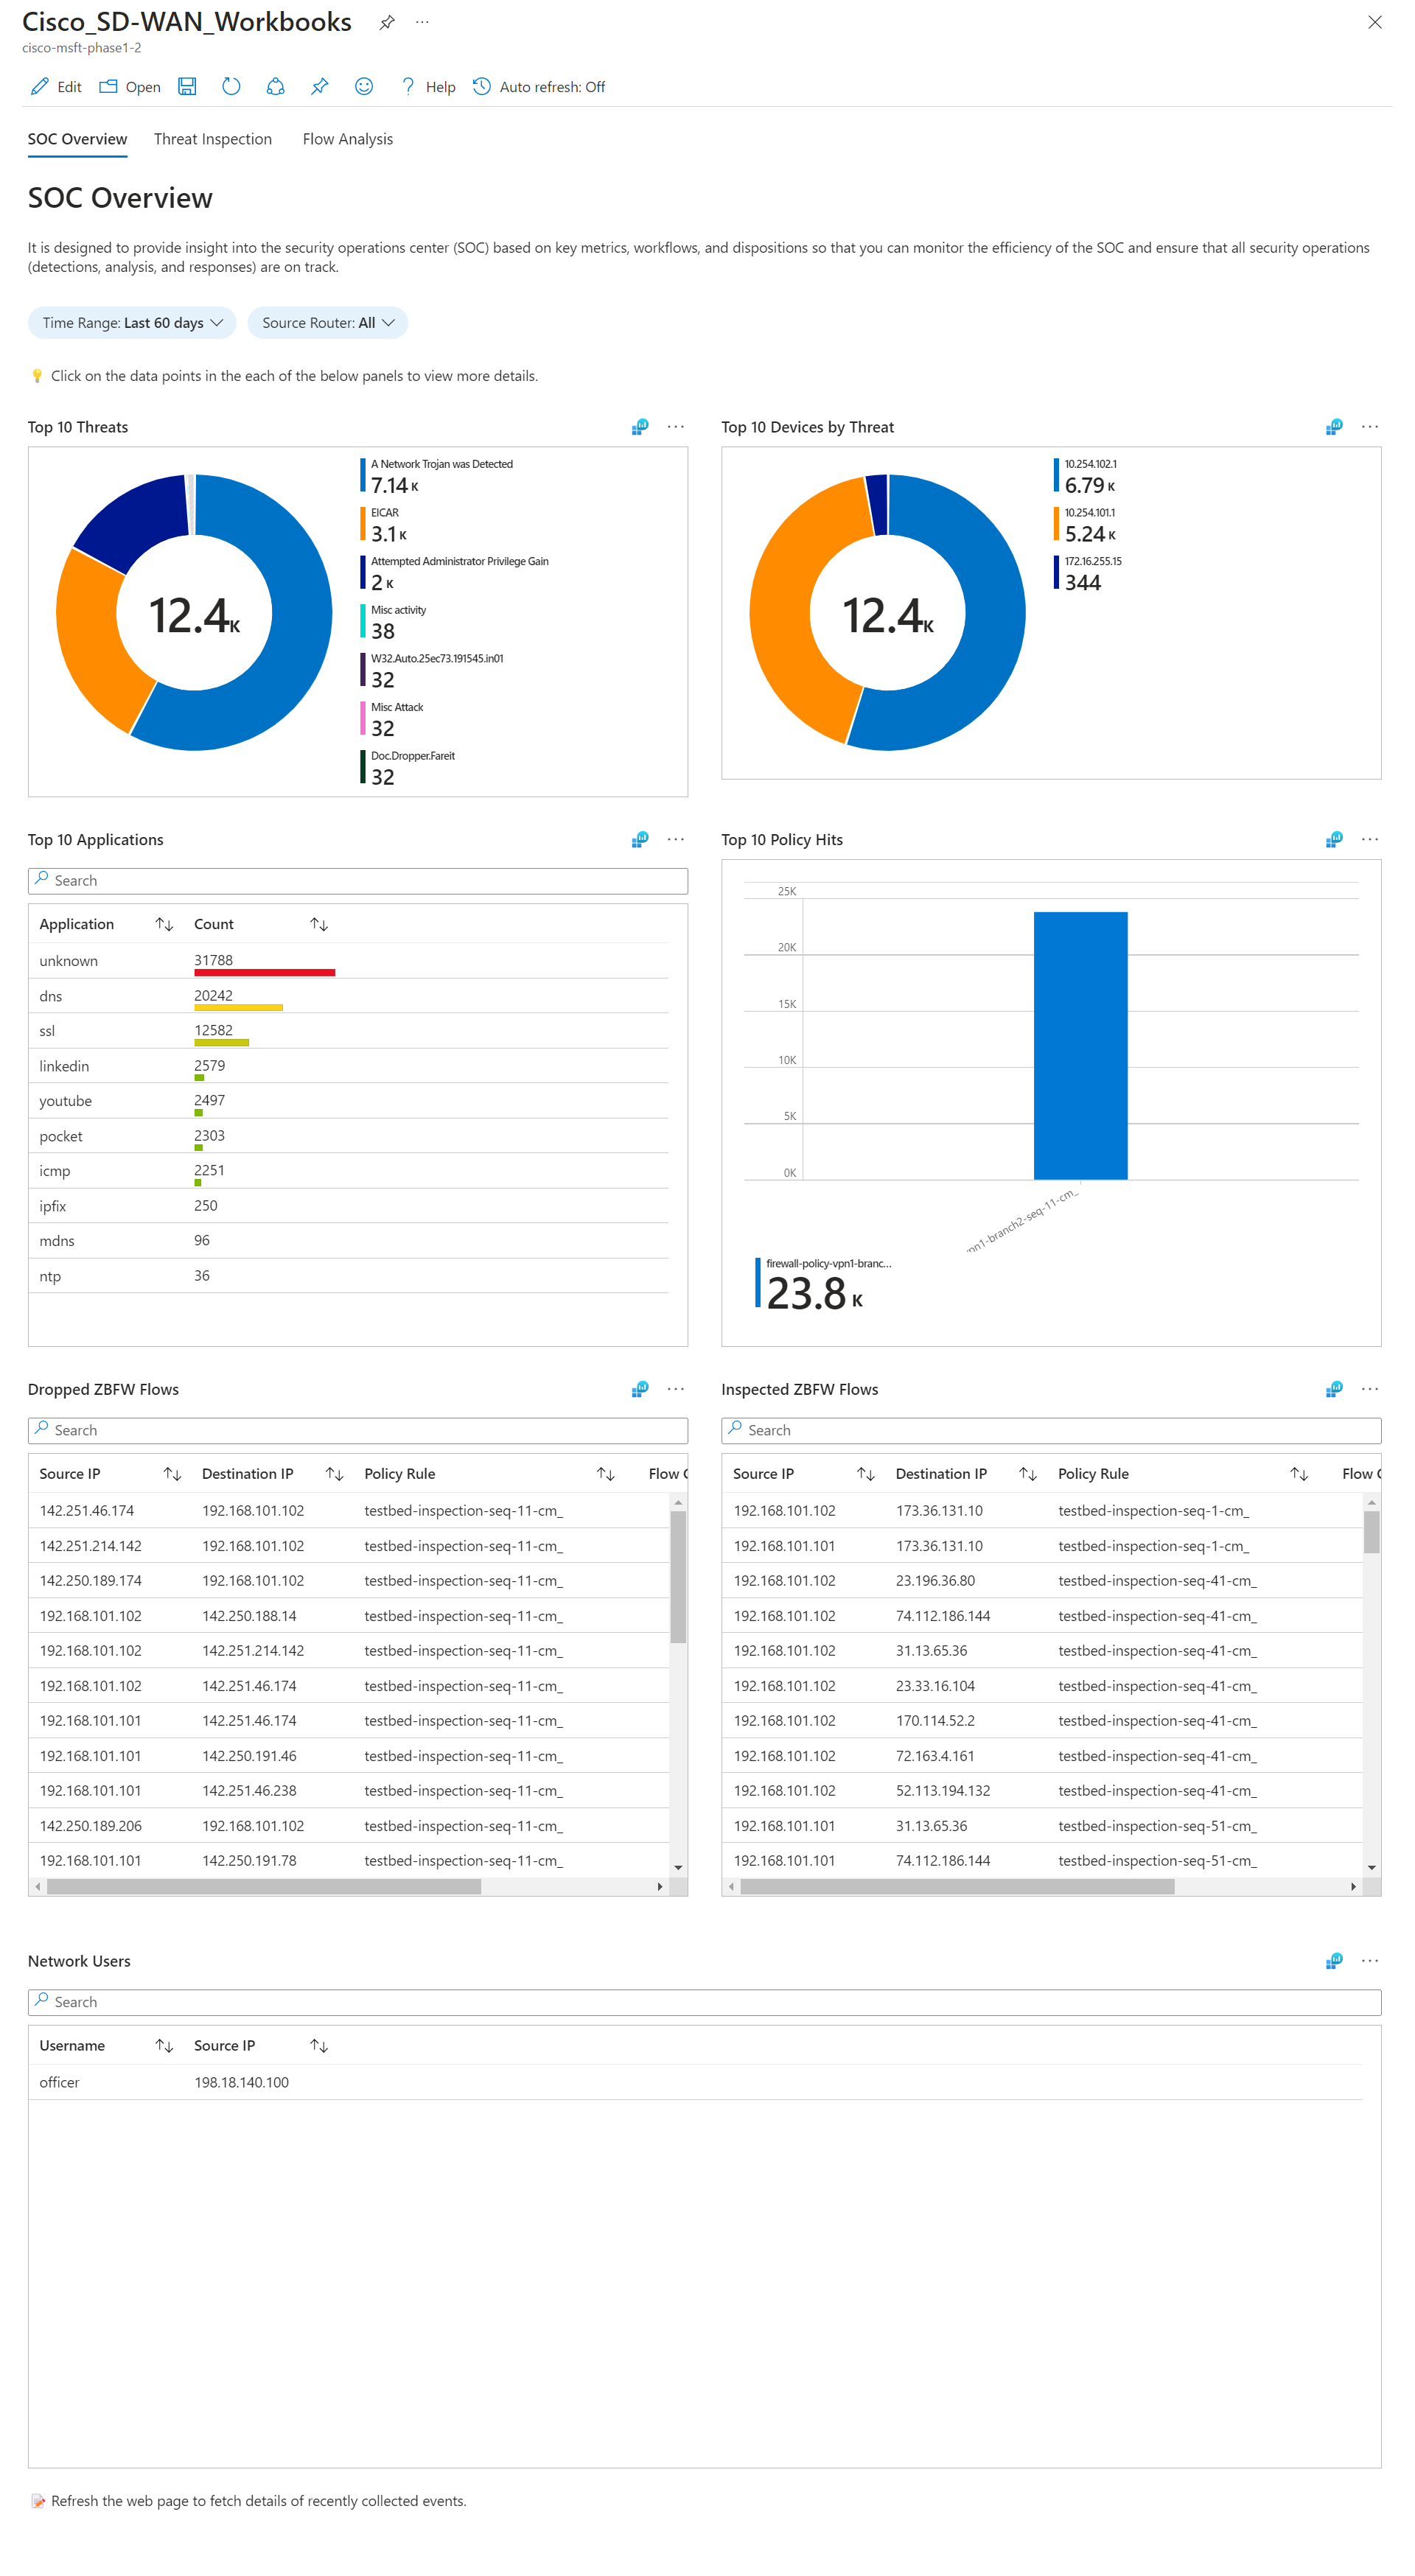 Cisco_SD-WAN_Workbooks
cisco-msft-phase1-2
Edit Open Help Auto refresh: Off
SOC Overview Threat Inspection Flow Analysis
SOC Overview
It is designed to provide insight into the security operations center (SOC) based on key metrics, workflows, and dispositions so that you can monitor the efficiency of the SOC and ensure that all security operations
(detections, analysis, and responses) are on track.
Time Range: Last 60 days Source Router: All
Click on the data points in the each of the below panels to view more details.
Top 10 Threats
12.4K
A Network Trojan was Detected
7.14 K
EICAR
3.1 K
Attempted Administrator Privilege Gain
2 K
Misc activity
38
W32.Auto.25ec73.191545.in01
32
Misc Attack
32
Doc.Dropper.Fareit
32
Top 10 Devices by Threat
12.4K
10.254.102.1
6.79 K
10.254.101.1
5.24 K
172.16.255.15
344
Top 10 Applications
Search
Application Count
unknown 31788
dns 20242
ssl 12582
linkedin 2579
youtube 2497
pocket 2303
icmp 2251
ipfix 250
mdns 96
ntp 36
Top 10 Policy Hits
25K
20K
15K
10K
5K
0K
vpn1-branch2-seq-11-cm_
firewall-policy-vpn1-branc...
23.8 K
Dropped ZBFW Flows
Search
Source IP Destination IP Policy Rule Flow C
142.251.46.174 192.168.101.102 testbed-inspection-seq-11-cm_
142.251.214.142 192.168.101.102 testbed-inspection-seq-11-cm_
142.250.189.174 192.168.101.102 testbed-inspection-seq-11-cm_
192.168.101.102 142.250.188.14 testbed-inspection-seq-11-cm_
192.168.101.102 142.251.214.142 testbed-inspection-seq-11-cm_
192.168.101.102 142.251.46.174 testbed-inspection-seq-11-cm_
192.168.101.101 142.251.46.174 testbed-inspection-seq-11-cm_
192.168.101.101 142.250.191.46 testbed-inspection-seq-11-cm_
192.168.101.101 142.251.46.238 testbed-inspection-seq-11-cm_
142.250.189.206 192.168.101.102 testbed-inspection-seq-11-cm_
192.168.101.101 142.250.191.78 testbed-inspection-seq-11-cm_
Inspected ZBFW Flows
Search
Source IP Destination IP Policy Rule Flow C
192.168.101.102 173.36.131.10 testbed-inspection-seq-1-cm_
192.168.101.101 173.36.131.10 testbed-inspection-seq-1-cm_
192.168.101.102 23.196.36.80 testbed-inspection-seq-41-cm_
192.168.101.102 74.112.186.144 testbed-inspection-seq-41-cm_
192.168.101.102 31.13.65.36 testbed-inspection-seq-41-cm_
192.168.101.102 23.33.16.104 testbed-inspection-seq-41-cm_
192.168.101.102 170.114.52.2 testbed-inspection-seq-41-cm_
192.168.101.102 72.163.4.161 testbed-inspection-seq-41-cm_
192.168.101.102 52.113.194.132 testbed-inspection-seq-41-cm_
192.168.101.101 31.13.65.36 testbed-inspection-seq-51-cm_
192.168.101.101 74.112.186.144 testbed-inspection-seq-51-cm_
Network Users
Search
Username Source IP
officer 198.18.140.100
Refresh the web page to fetch details of recently collected events.